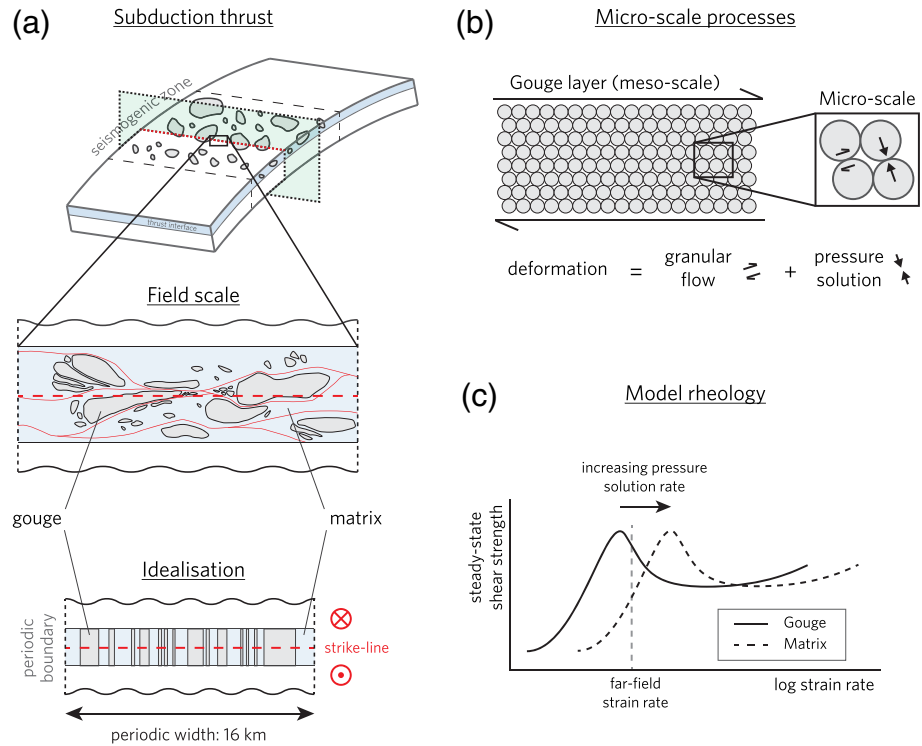 (a)
Subduction thrust
seismogenic zone
thrust interface
Field scale
gouge
matrix
Idealisation
periodic
boundary
strike-line
periodic width: 16 km
(b)
Micro-scale processes
Gouge layer (meso-scale)
Micro-scale
deformation = granular flow + pressure solution
(c)
Model rheology
increasing pressure
solution rate
steady-state
shear strength
Gouge
Matrix
far-field
strain rate
log strain rate